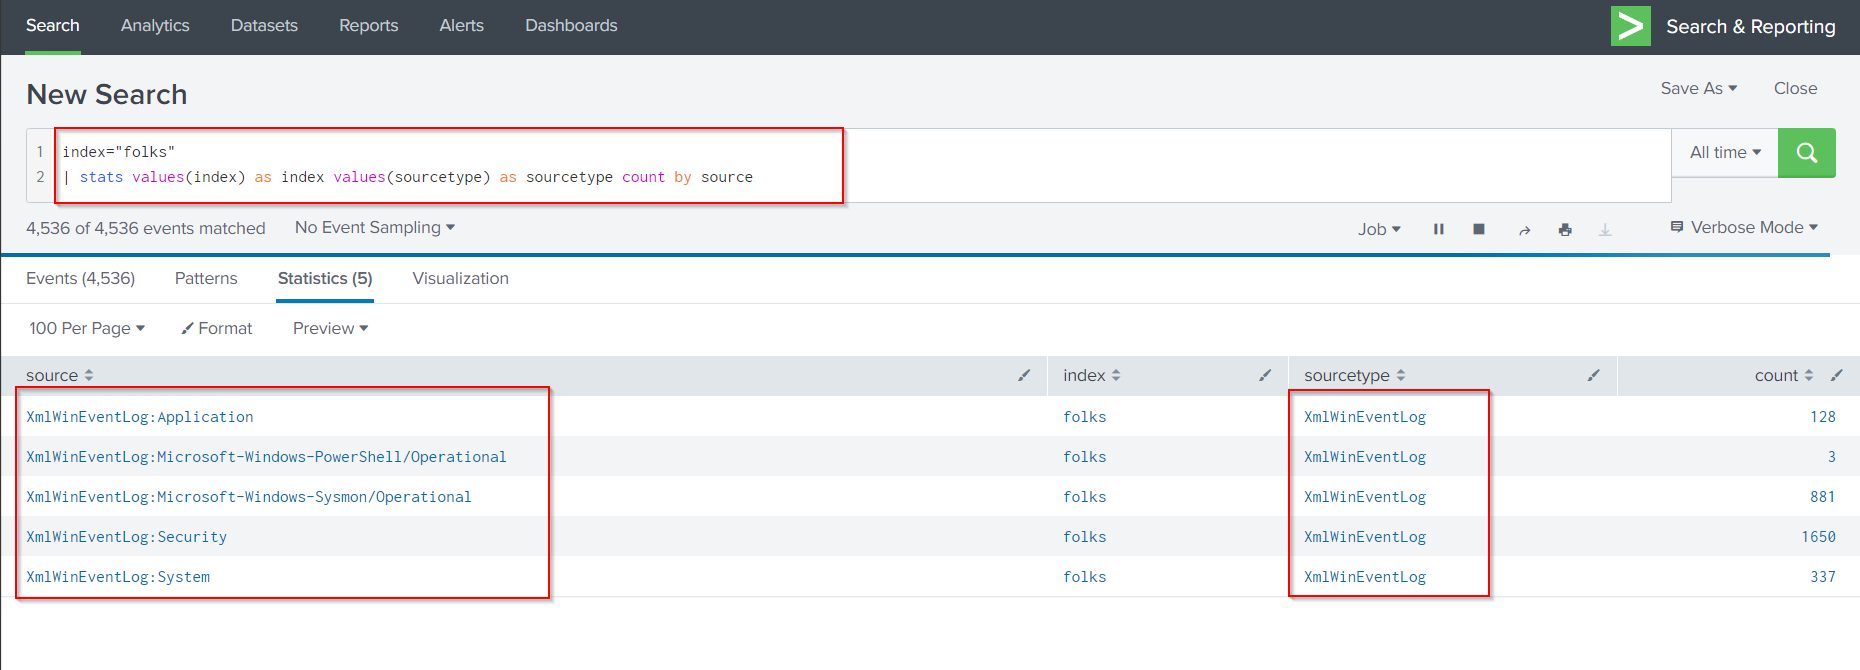 Search Analytics Datasets Reports Alerts Dashboards > Search & Reporting
New Search Save As Close
1 index="folks" All time
2 | stats values(index) as index values(sourcetype) as sourcetype count by source
4,536 of 4,536 events matched No Event Sampling Job Verbose Mode
Events (4,536) Patterns Statistics (5) Visualization
100 Per Page Format Preview
source index sourcetype count
XmlWinEventLog:Application folks XmlWinEventLog 128
XmlWinEventLog:Microsoft-Windows-PowerShell/Operational folks XmlWinEventLog 3
XmlWinEventLog:Microsoft-Windows-Sysmon/Operational folks XmlWinEventLog 881
XmlWinEventLog:Security folks XmlWinEventLog 1650
XmlWinEventLog:System folks XmlWinEventLog 337